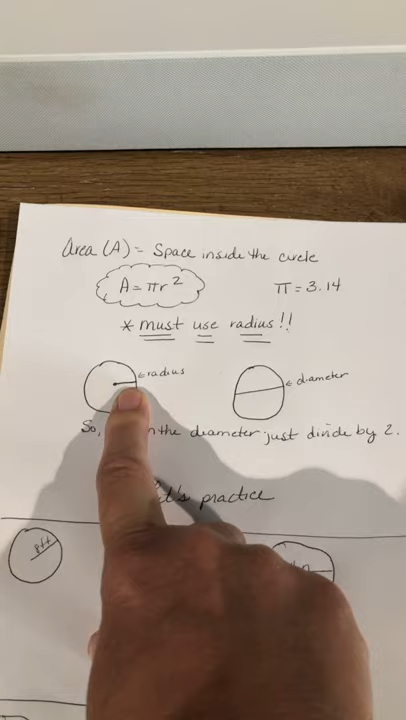 Area (A) = Space inside the circle
A = πr²
π = 3.14
* must use radius!!
←radius
←diameter
So, the diameter just divide by 2.
practice
8ft